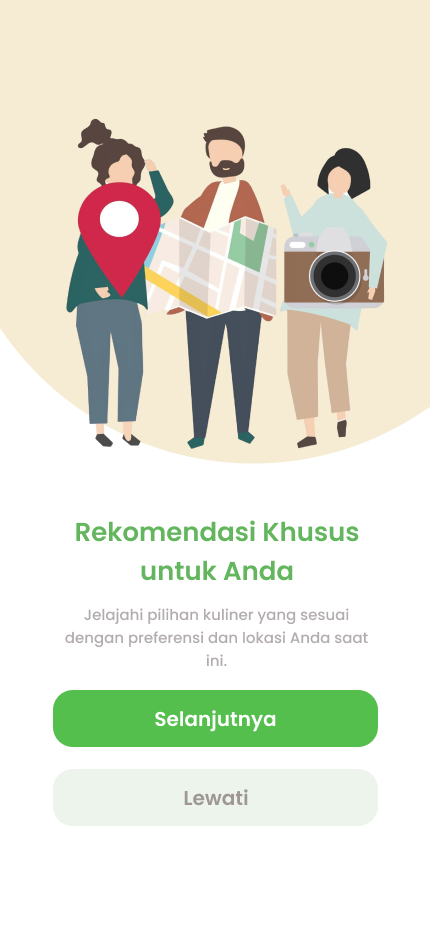 Rekomendasi Khusus
untuk Anda
Jelajahi pilihan kuliner yang sesuai
dengan preferensi dan lokasi Anda saat
ini.
Selanjutnya
Lewati